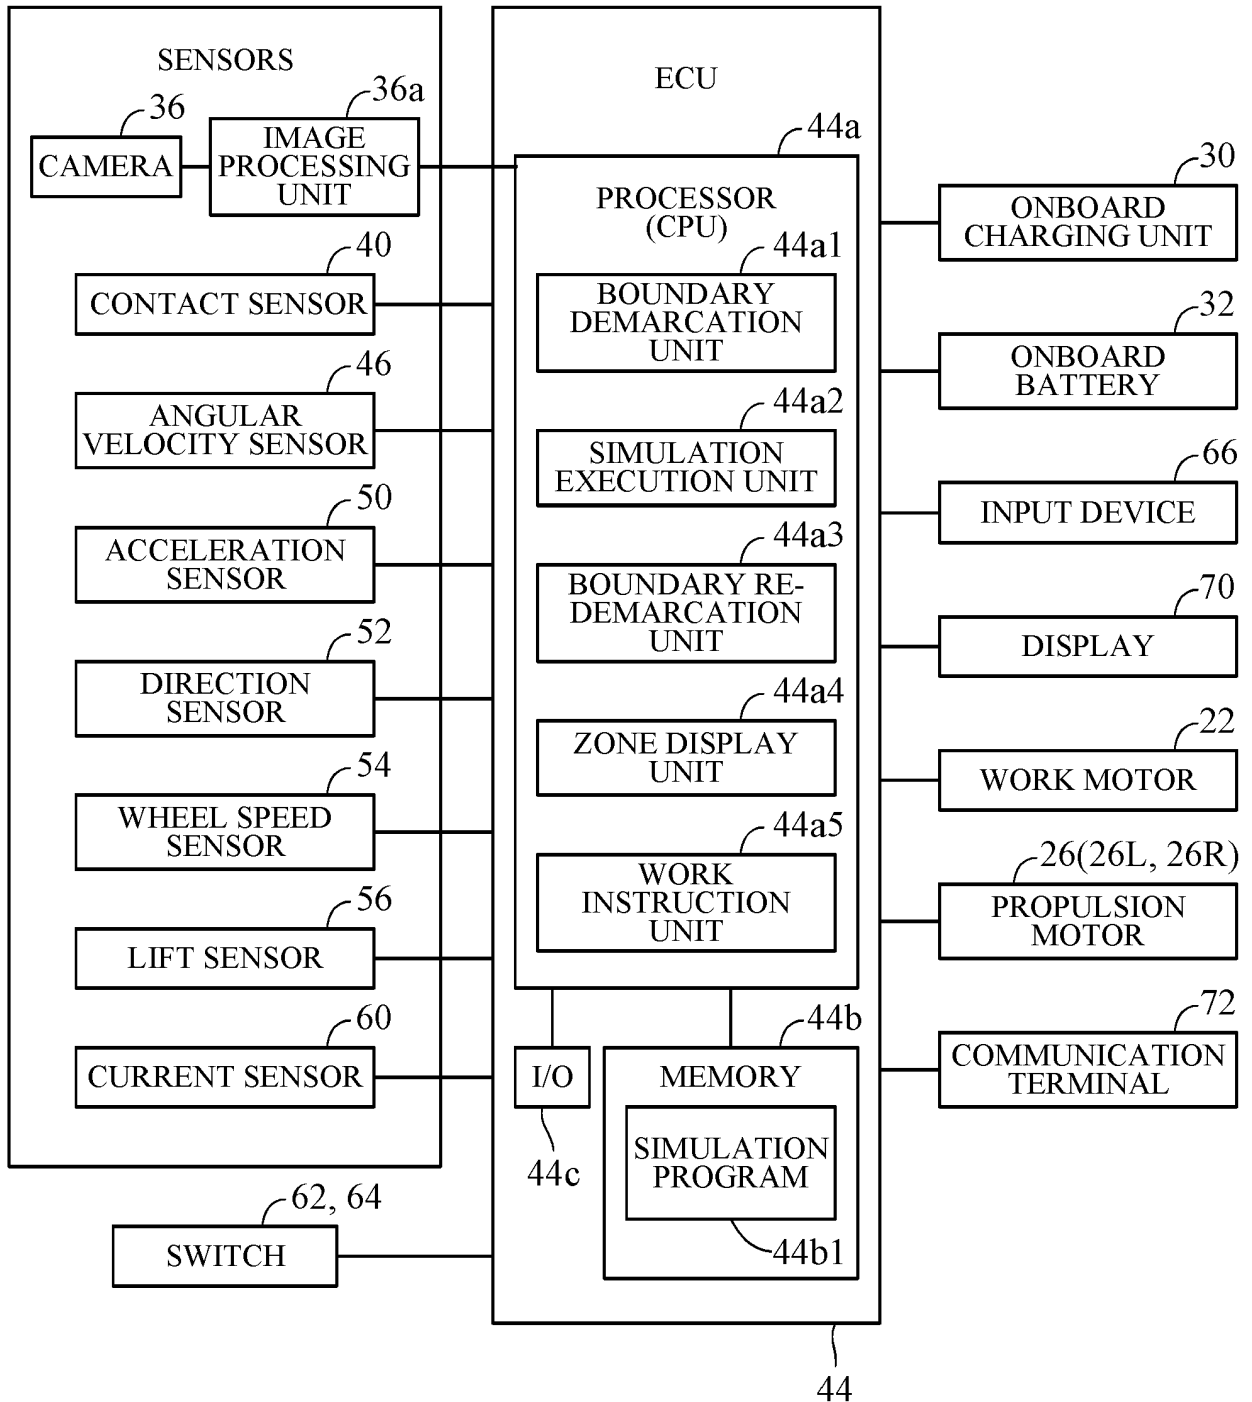 SENSORS
36
CAMERA
36a
IMAGE
PROCESSING
UNIT
40
CONTACT SENSOR
46
ANGULAR
VELOCITY SENSOR
50
ACCELERATION
SENSOR
52
DIRECTION
SENSOR
54
WHEEL SPEED
SENSOR
56
LIFT SENSOR
60
CURRENT SENSOR
62, 64
SWITCH
ECU
44a
PROCESSOR
(CPU)
44a1
BOUNDARY
DEMARCATION
UNIT
44a2
SIMULATION
EXECUTION UNIT
44a3
BOUNDARY RE-
DEMARCATION
UNIT
44a4
ZONE DISPLAY
UNIT
44a5
WORK
INSTRUCTION
UNIT
I/O
44c
44b
MEMORY
SIMULATION
PROGRAM
44b1
44
30
ONBOARD
CHARGING UNIT
32
ONBOARD
BATTERY
66
INPUT DEVICE
70
DISPLAY
22
WORK MOTOR
26(26L, 26R)
PROPULSION
MOTOR
72
COMMUNICATION
TERMINAL